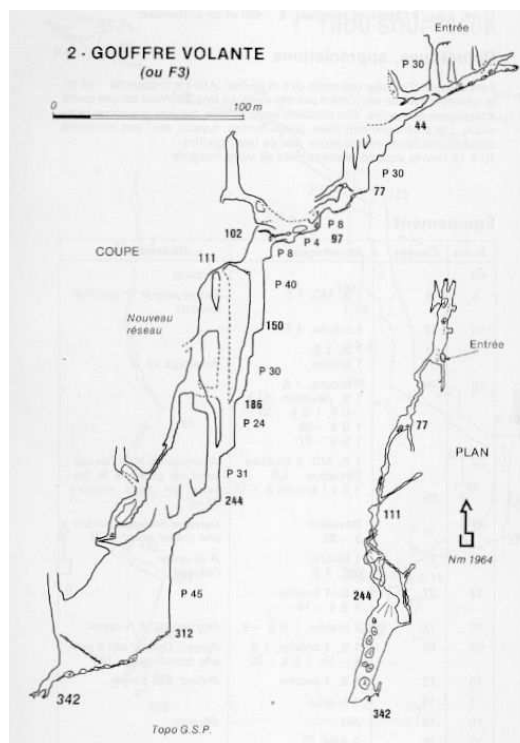 2 - GOUFFRE VOLANTE
(ou F3)
0 100 m
Entrée
P 30
44
P 30
77
P 8
97
P 4
P 8
102
COUPE
111
P 40
Nouveau
réseau
150
P 30
186
P 24
P 31
244
P 45
312
342
Topo G.S.P.
Entrée
77
PLAN
111
Nm 1964
244
342